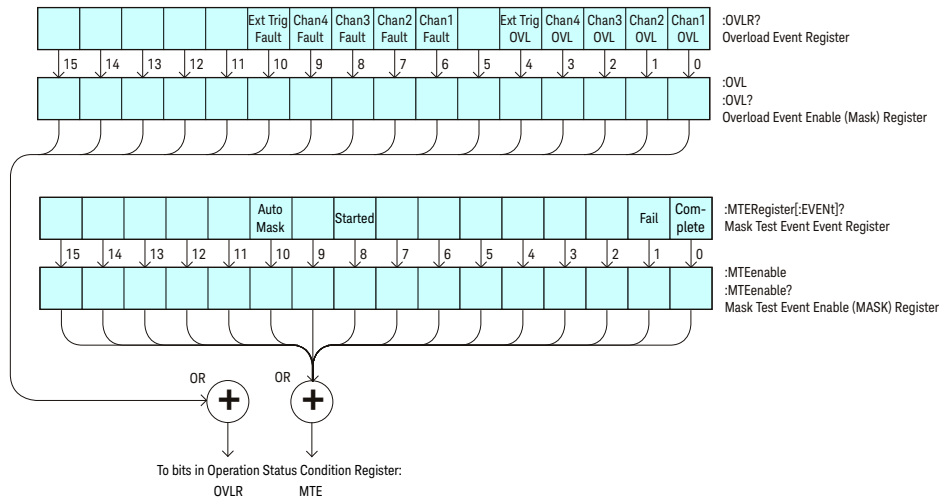 Ext Trig Fault Chan4 Fault Chan3 Fault Chan2 Fault Chan1 Fault Ext Trig OVL Chan4 OVL Chan3 OVL Chan2 OVL Chan1 OVL
:OVLR?
Overload Event Register
15 14 13 12 11 10 9 8 7 6 5 4 3 2 1 0
:OVL
:OVL?
Overload Event Enable (Mask) Register
Auto Mask Started Fail Com-plete
:MTERegister[:EVENt]?
Mask Test Event Event Register
15 14 13 12 11 10 9 8 7 6 5 4 3 2 1 0
:MTEenable
:MTEenable?
Mask Test Event Enable (MASK) Register
OR OR
+ +
To bits in Operation Status Condition Register:
OVLR MTE